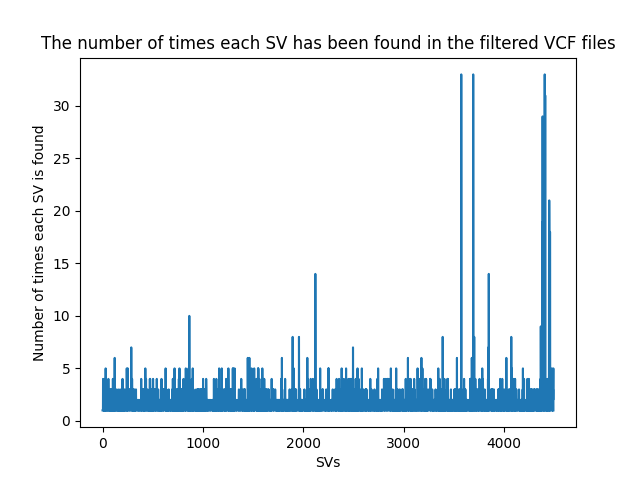 The number of times each SV has been found in the filtered VCF files
30
25
20
15
10
5
0
Number of times each SV is found
0 1000 2000 3000 4000
SVs